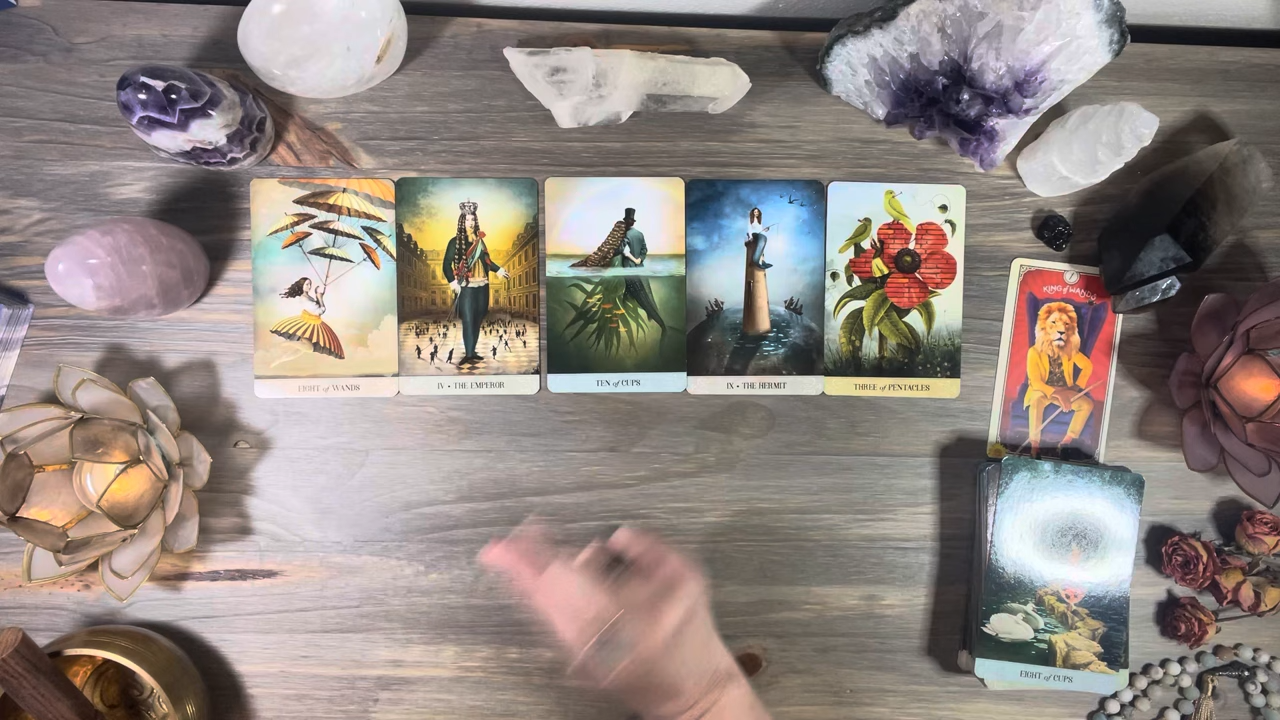 EIGHT of WANDS
IV • THE EMPEROR
TEN of CUPS
IX • THE HERMIT
THREE of PENTACLES
KING of WANDS
EIGHT of CUPS